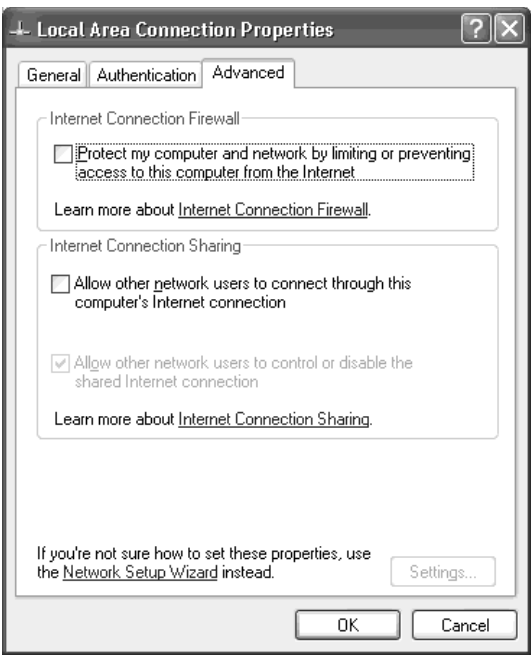 Local Area Connection Properties
General Authentication Advanced
Internet Connection Firewall
Protect my computer and network by limiting or preventing
access to this computer from the Internet
Learn more about Internet Connection Firewall.
Internet Connection Sharing
Allow other network users to connect through this
computer's Internet connection
Allow other network users to control or disable the
shared Internet connection
Learn more about Internet Connection Sharing.
If you're not sure how to set these properties, use
the Network Setup Wizard instead.
Settings...
OK Cancel